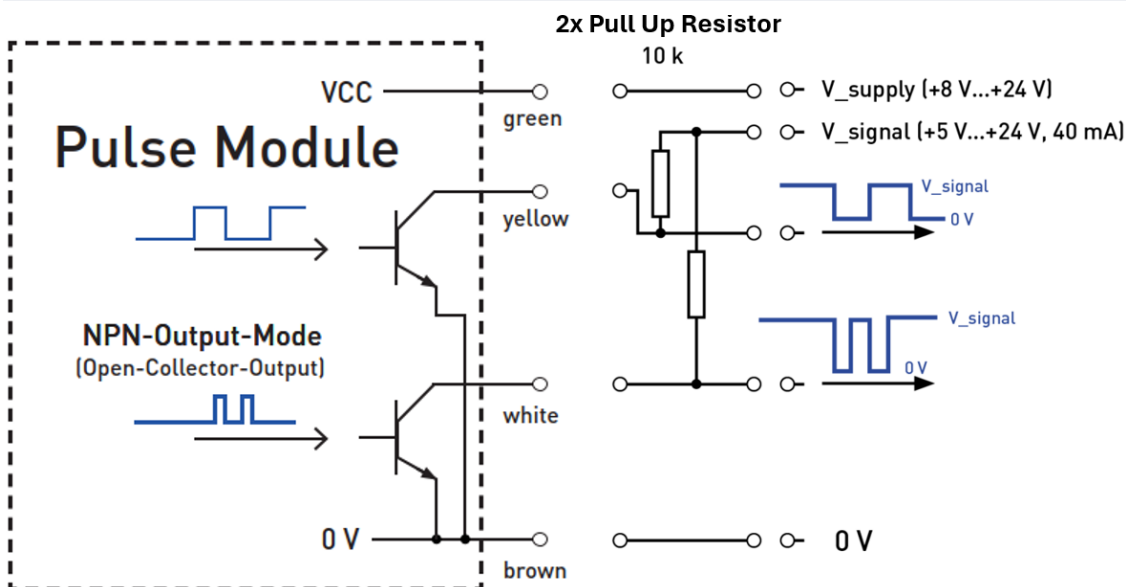 2x Pull Up Resistor
10 k
VCC
green
V_supply (+8 V...+24 V)
V_signal (+5 V...+24 V, 40 mA)
Pulse Module
yellow
V_signal
0 V
NPN-Output-Mode
(Open-Collector-Output)
V_signal
0 V
white
0 V
brown
0 V